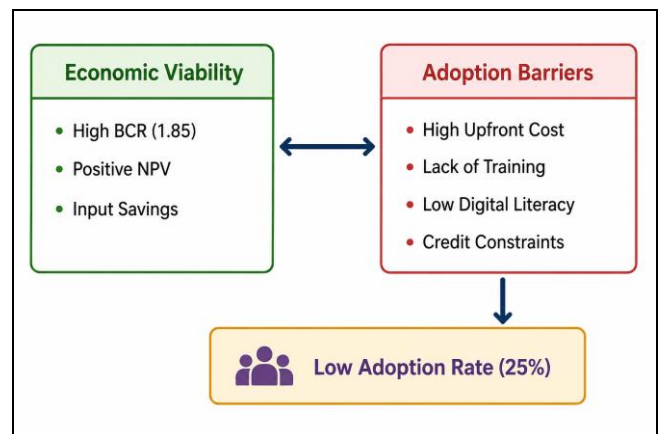 Economic Viability
• High BCR (1.85)
• Positive NPV
• Input Savings
Adoption Barriers
• High Upfront Cost
• Lack of Training
• Low Digital Literacy
• Credit Constraints
Low Adoption Rate (25%)